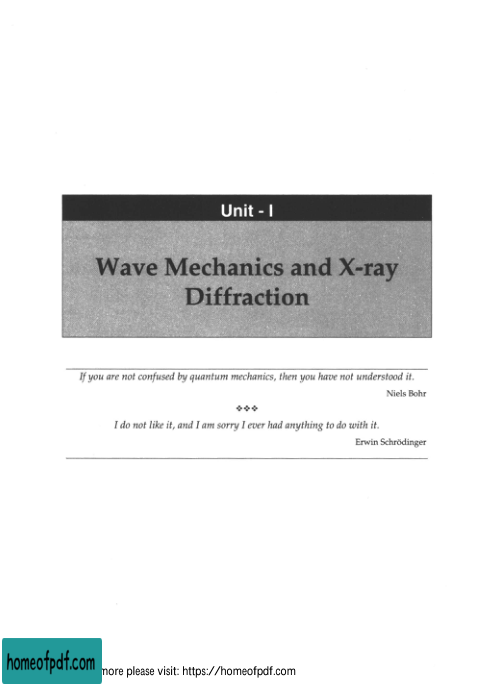 Unit - I
Wave Mechanics and X-ray
Diffraction
If you are not confused by quantum mechanics, then you have not understood it.
Niels Bohr
❖❖❖
I do not like it, and I am sorry I ever had anything to do with it.
Erwin Schrödinger
homeofpdf.com
more please visit: https://homeofpdf.com